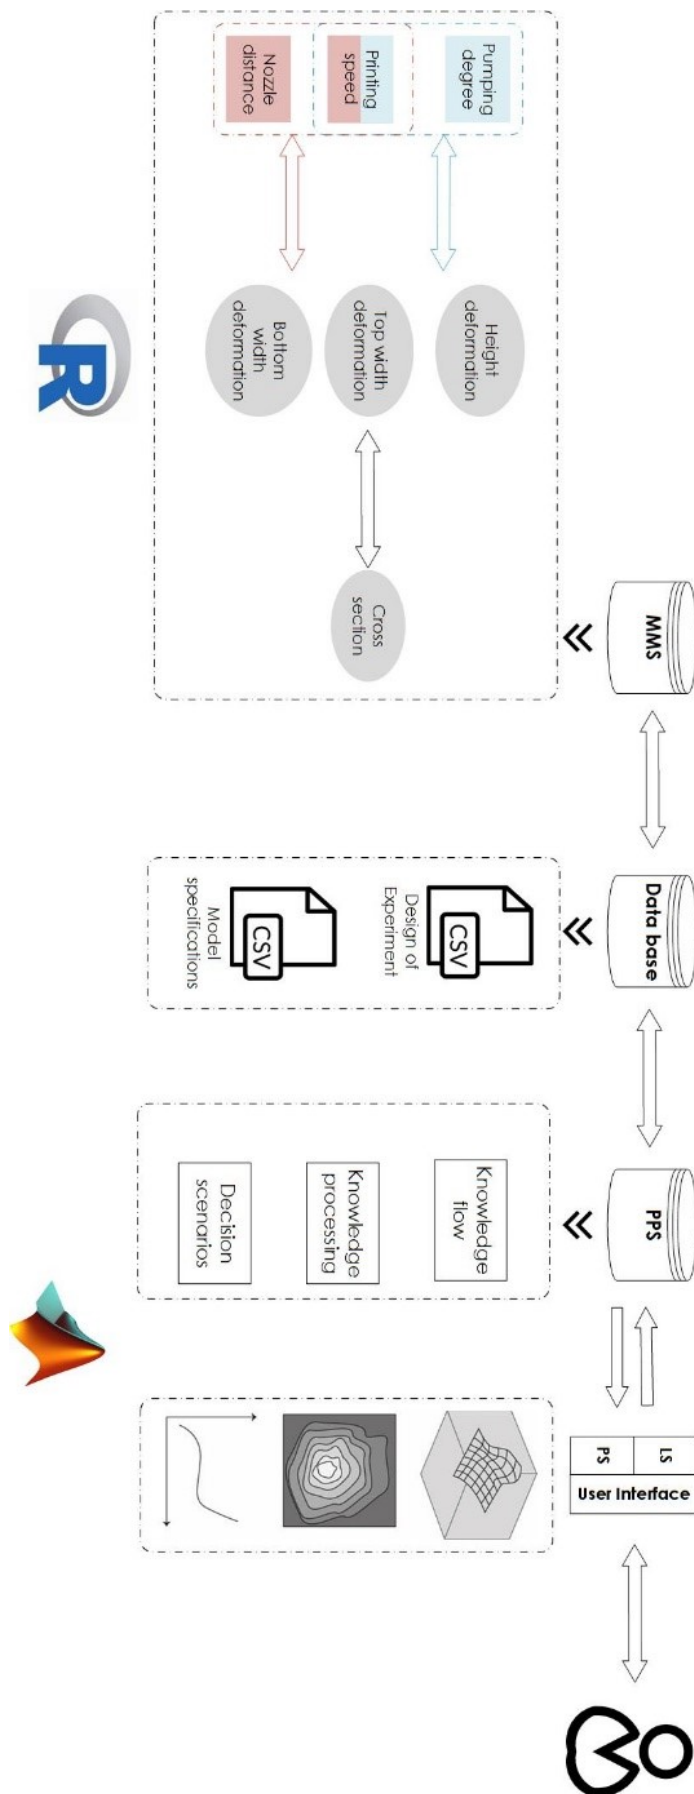 MMS
Data base
PPS
LS
PS
User Interface
Pumping
degree
Printing
speed
Nozzle
distance
Height
deformation
Top width
deformation
Bottom
width
deformation
Cross
section
CSV
Design of
Experiment
CSV
Model
specifications
Knowledge
flow
Knowledge
processing
Decision
scenarios
R